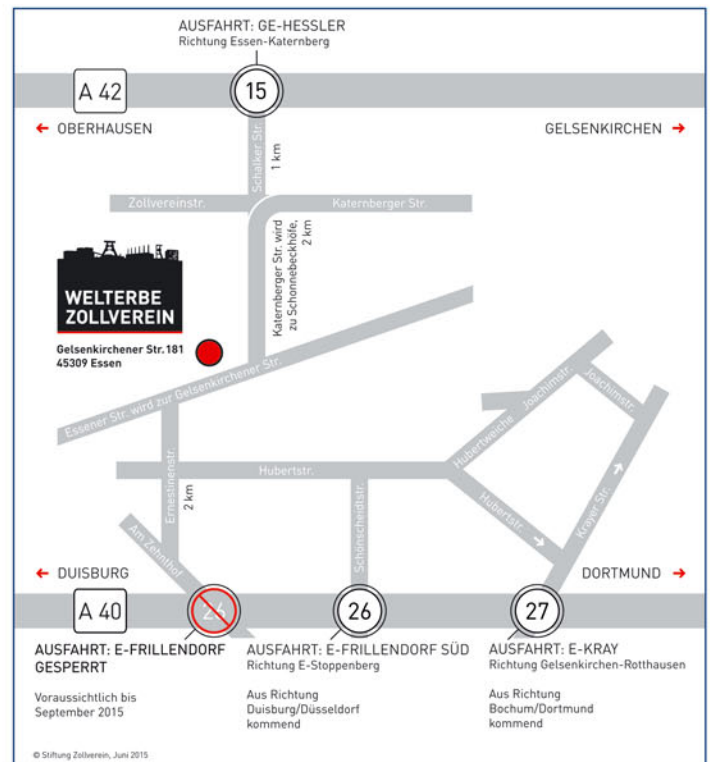 AUSFAHRT: GE-HESSLER
Richtung Essen-Katernberg
A 42
15
← OBERHAUSEN
GELSENKIRCHEN →
Schalker Str.
1 km
Zollvereinstr.
Katernberger Str.
Katernberger Str. wird
zu Schonnebeckhöfe,
2 km
WELTERBE
ZOLLVEREIN
Gelsenkirchener Str. 181
45309 Essen
Essener Str. wird zur Gelsenkirchener Str.
Joachimstr.
Joachimstr.
Hubertweiche
Hubertstr.
Ernestinenstr.
2 km
Schönscheidtstr.
Hubertstr. →
Krayer Str. →
Am Zehnthof
← DUISBURG
DORTMUND →
A 40
26
26
27
AUSFAHRT: E-FRILLENDORF
GESPERRT
Voraussichtlich bis
September 2015
AUSFAHRT: E-FRILLENDORF SÜD
Richtung E-Stoppenberg
Aus Richtung
Duisburg/Düsseldorf
kommend
AUSFAHRT: E-KRAY
Richtung Gelsenkirchen-Rotthausen
Aus Richtung
Bochum/Dortmund
kommend
© Stiftung Zollverein, Juni 2015